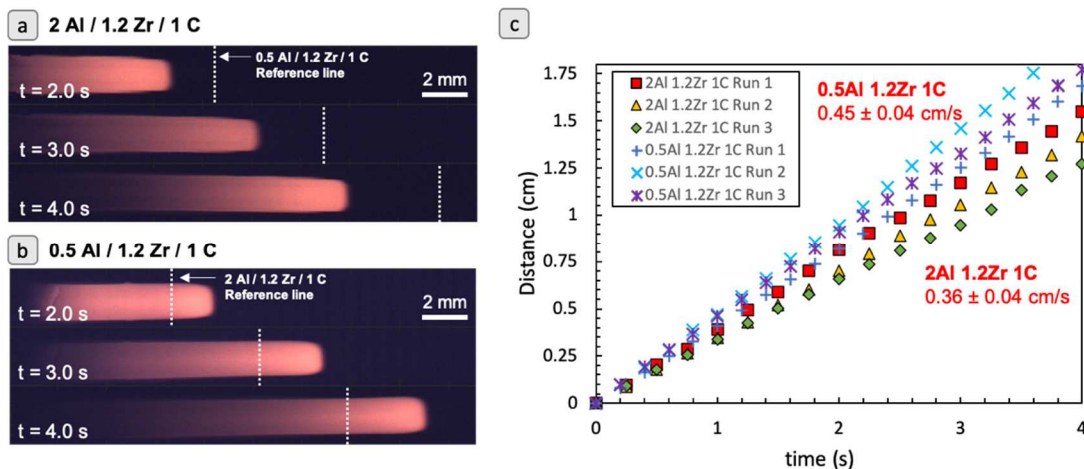 a 2 Al / 1.2 Zr / 1 C
0.5 Al / 1.2 Zr / 1 C
Reference line
2 mm
t = 2.0 s
t = 3.0 s
t = 4.0 s
b 0.5 Al / 1.2 Zr / 1 C
2 Al / 1.2 Zr / 1 C
Reference line
2 mm
t = 2.0 s
t = 3.0 s
t = 4.0 s
c
Distance (cm)
1.75
1.5
1.25
1
0.75
0.5
0.25
0
2Al 1.2Zr 1C Run 1
2Al 1.2Zr 1C Run 2
2Al 1.2Zr 1C Run 3
0.5Al 1.2Zr 1C Run 1
0.5Al 1.2Zr 1C Run 2
0.5Al 1.2Zr 1C Run 3
0.5Al 1.2Zr 1C
0.45 ± 0.04 cm/s
2Al 1.2Zr 1C
0.36 ± 0.04 cm/s
0 1 2 3 4
time (s)